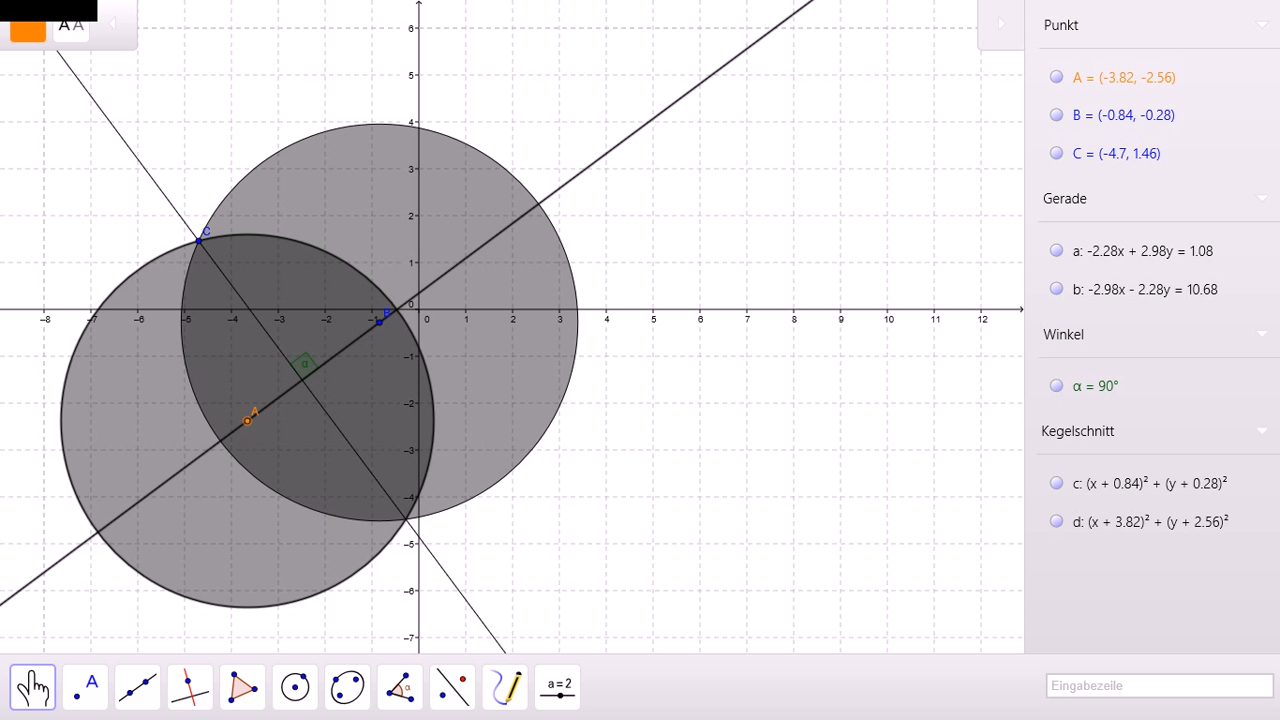 AA
Punkt
A = (-3.82, -2.56)
B = (-0.84, -0.28)
C = (-4.7, 1.46)
Gerade
a: -2.28x + 2.98y = 1.08
b: -2.98x - 2.28y = 10.68
Winkel
α = 90°
Kegelschnitt
c: (x + 0.84)² + (y + 0.28)²
d: (x + 3.82)² + (y + 2.56)²
6
5
4
3
2
1
0
-1
-2
-3
-4
-5
-6
-7
-8 -7 -6 -5 -4 -3 -2 -1 0 1 2 3 4 5 6 7 8 9 10 11 12
C
B
α
A
A
α
a = 2
Eingabezeile